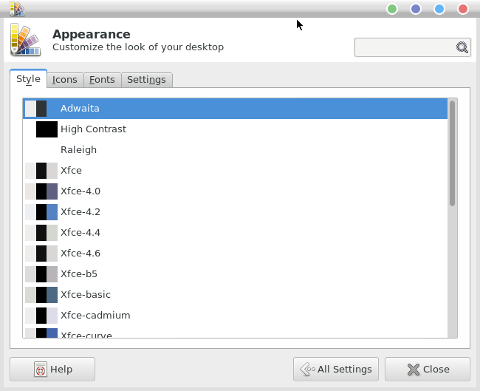 Appearance
Customize the look of your desktop
Style Icons Fonts Settings
Adwaita
High Contrast
Raleigh
Xfce
Xfce-4.0
Xfce-4.2
Xfce-4.4
Xfce-4.6
Xfce-b5
Xfce-basic
Xfce-cadmium
Xfce-curve
Help All Settings Close